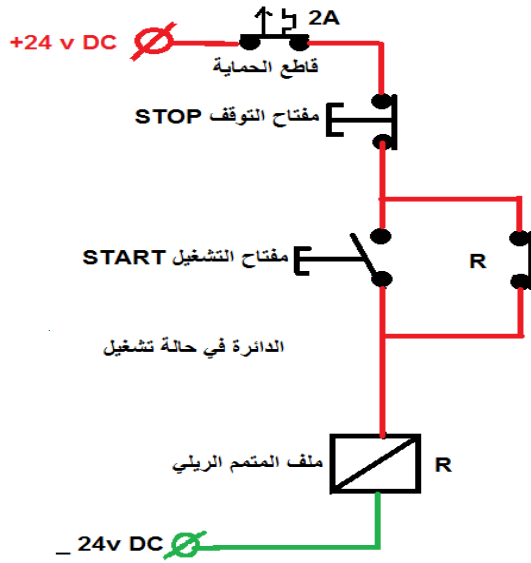 2A
+24 v DC
قاطع الحماية
مفتاح التوقف STOP
مفتاح التشغيل START
R
الدائرة في حالة تشغيل
ملف المتمم الريلي
R
_ 24v DC